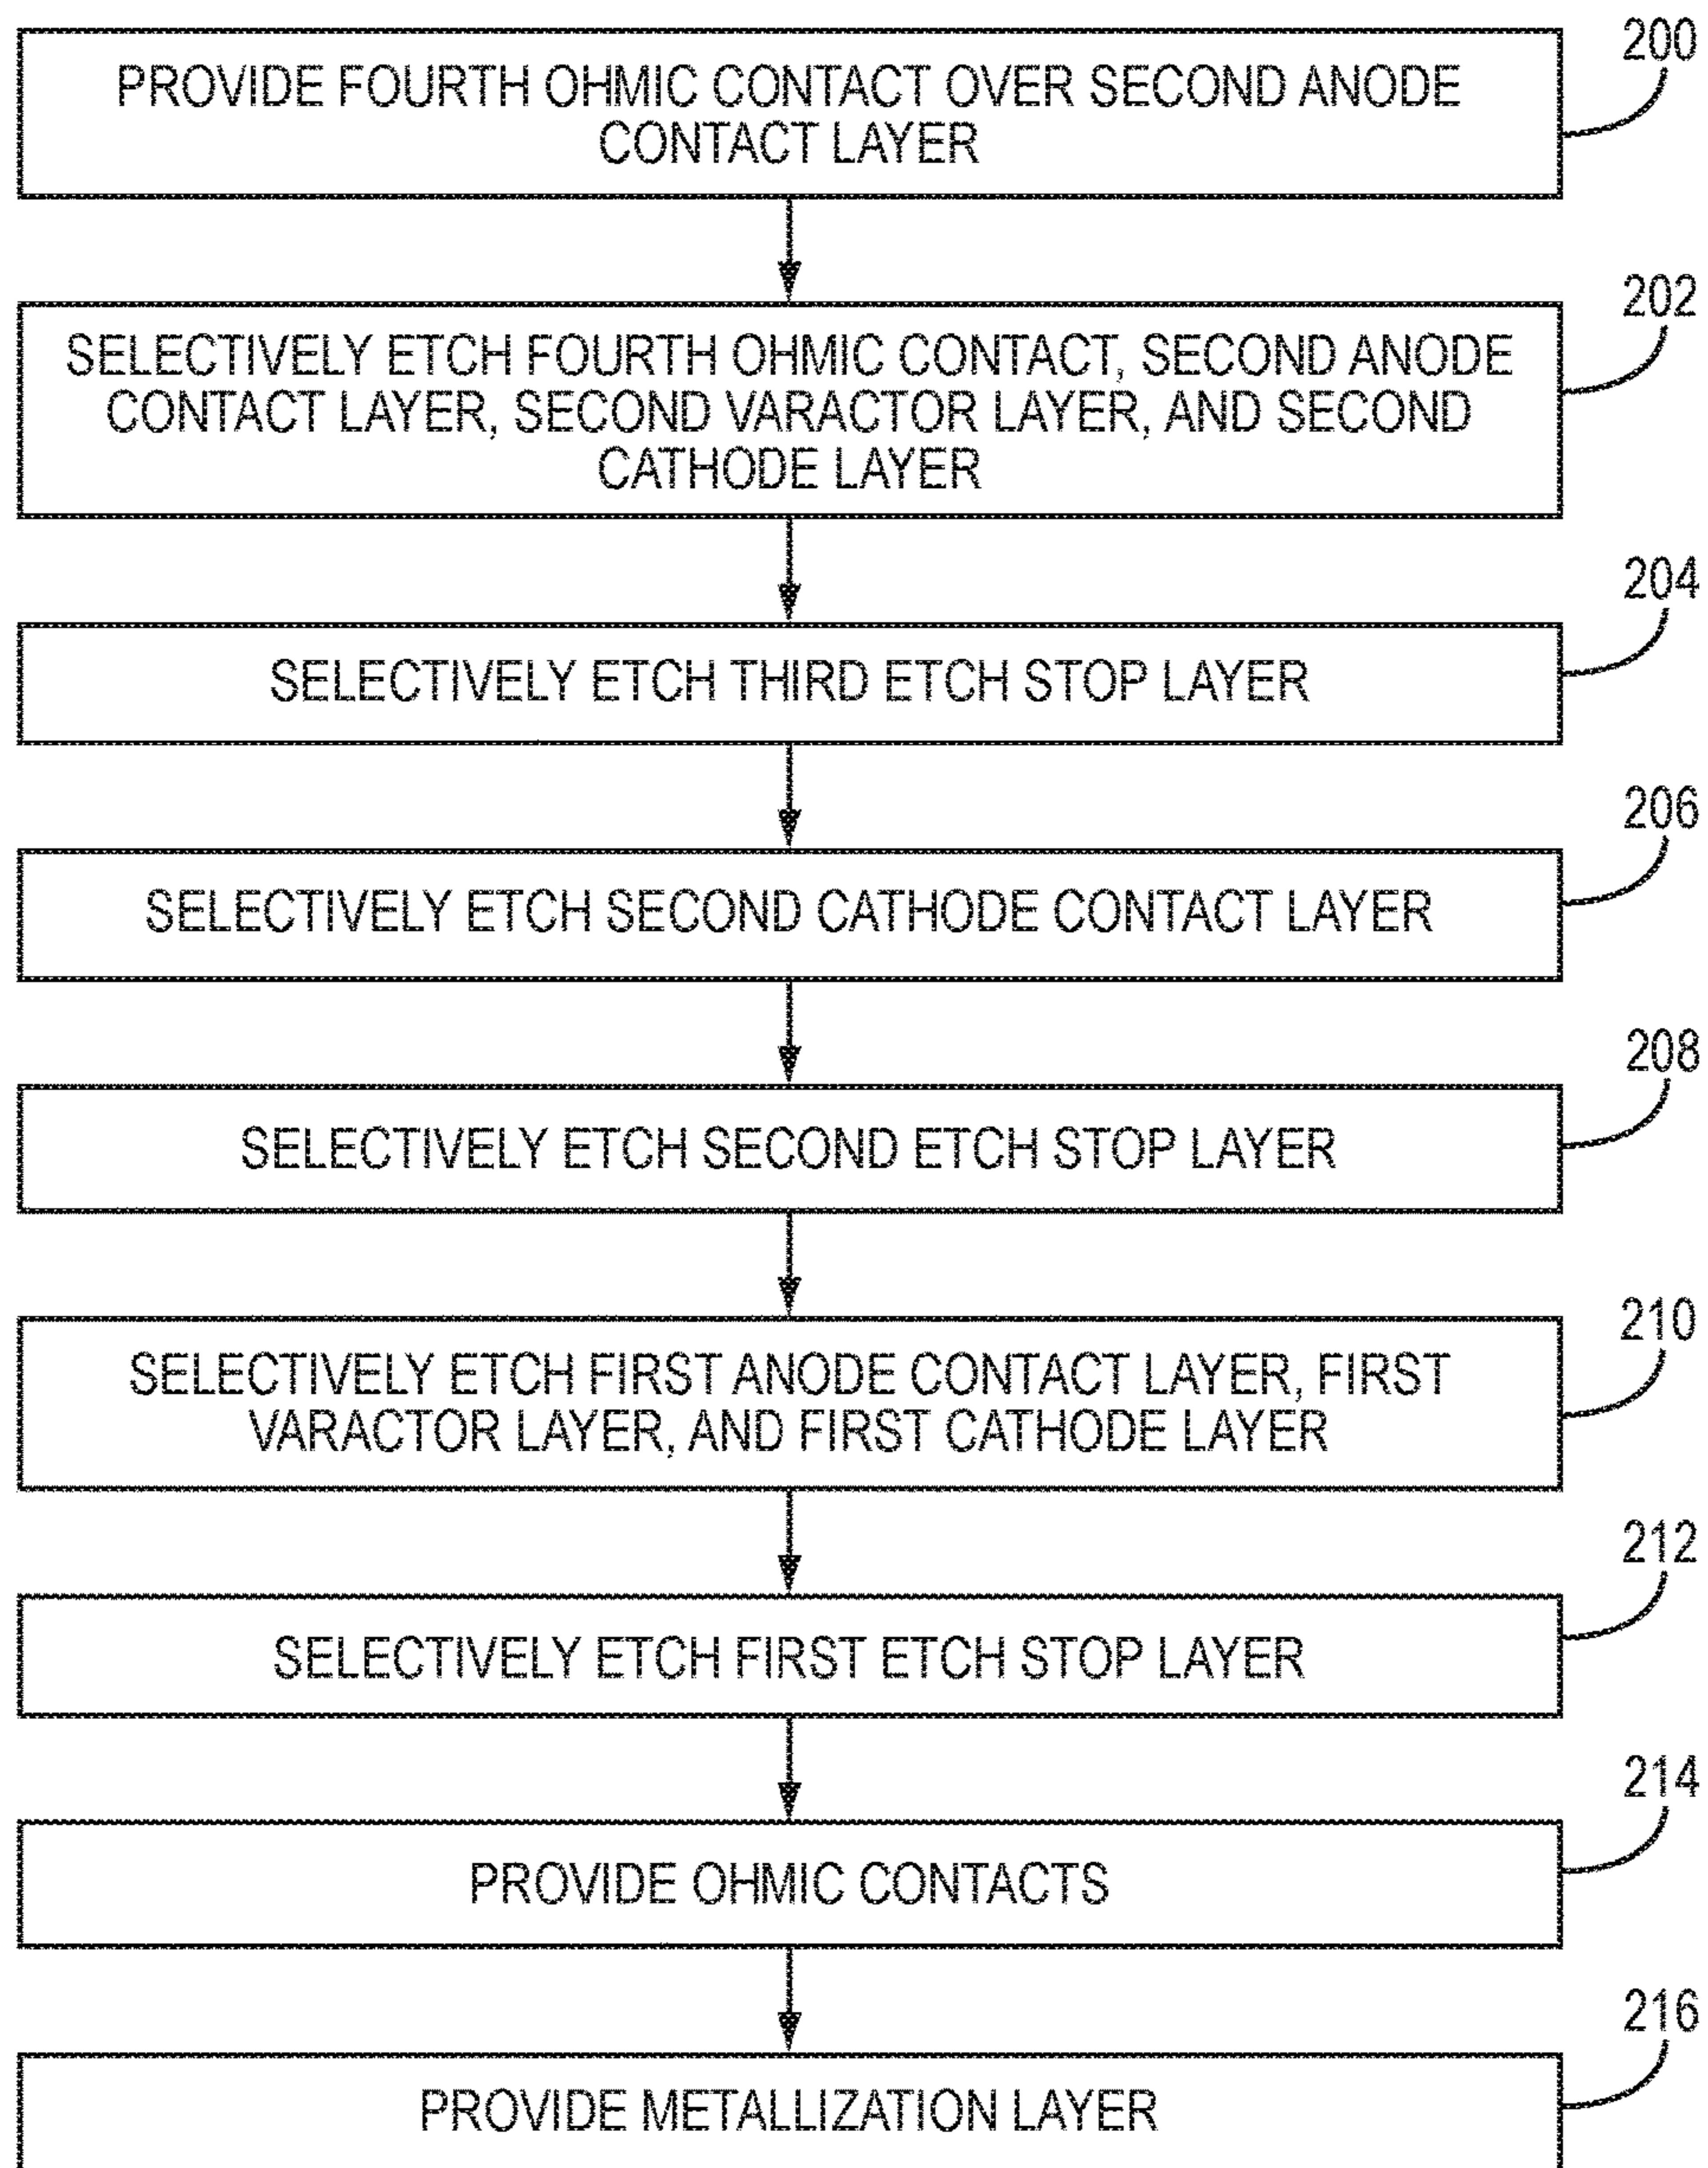 200
PROVIDE FOURTH OHMIC CONTACT OVER SECOND ANODE
CONTACT LAYER
202
SELECTIVELY ETCH FOURTH OHMIC CONTACT, SECOND ANODE
CONTACT LAYER, SECOND VARACTOR LAYER, AND SECOND
CATHODE LAYER
204
SELECTIVELY ETCH THIRD ETCH STOP LAYER
206
SELECTIVELY ETCH SECOND CATHODE CONTACT LAYER
208
SELECTIVELY ETCH SECOND ETCH STOP LAYER
210
SELECTIVELY ETCH FIRST ANODE CONTACT LAYER, FIRST
VARACTOR LAYER, AND FIRST CATHODE LAYER
212
SELECTIVELY ETCH FIRST ETCH STOP LAYER
214
PROVIDE OHMIC CONTACTS
216
PROVIDE METALLIZATION LAYER